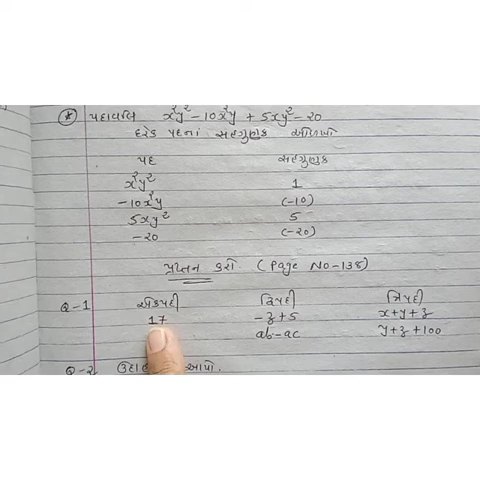 * પદાવલિ x²y² - 10x²y + 5xy² - 20
દરેક પદનાં સહગુણક ઓળખો
પદ સહગુણક
x²y² 1
-10x²y (-10)
5xy² 5
-20 (-20)
પ્રયત્ન કરો (Page No-138)
Q-1 એકપદી દ્વિપદી ત્રિપદી
17 -z+5 x+y+z
ab-ac y+z+100
Q-2 આપો.